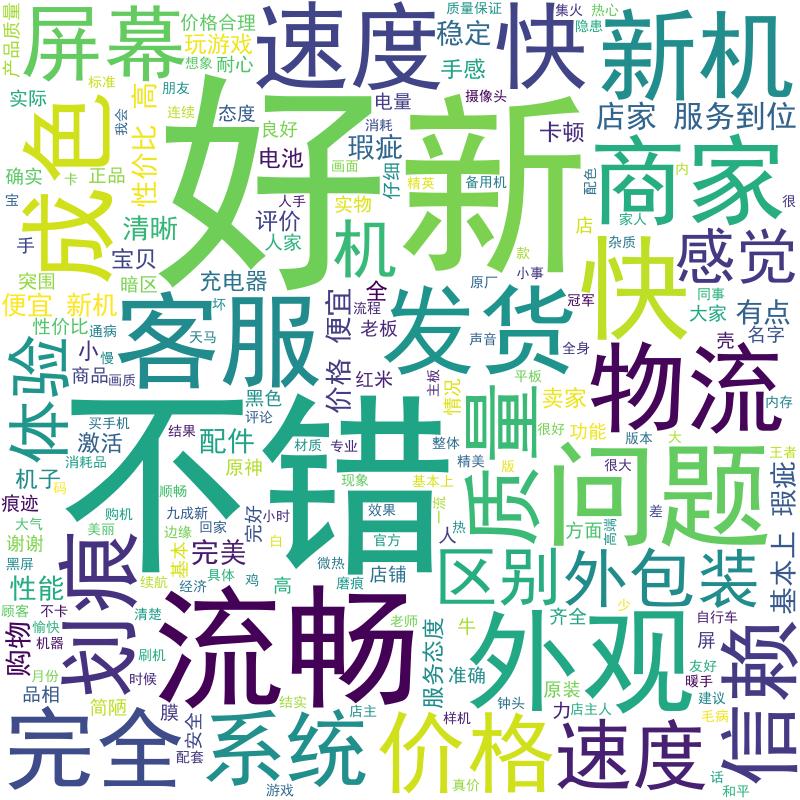 产品质量
屏幕
价格合理
玩游戏
想象
耐心
速度
快
质量保证
稳定
手感
集火
热心
隐患
新机
实际
标准
朋友
我会
高
连续
态度
电量
消耗
摄像头
卡顿
店家
服务到位
成色
性价比
好
新
良好
电池
瑕疵
画面
仔细
精英
备用机
配色
商家
内
很
确实
卡
正品
宝
清晰
评价
实物
人手
人家
机
店
家人
手
宝贝
款
杂质
感觉
突围
暗区
充电器
原厂
小事
快
同事
便宜
新机
坏
全
流程
便宜
冠军
大家
有点
性价比
通病
天马
客服
老板
发货
声音
全身
壳
名字
体验
小
慢
商品
画质
黑色
价格
红米
主板
平板
情况
卖家
物流
内存
买手机
评论
不错
激活
结果
配件
材质
专业
整体
质量
很好
功能
版本
大
王者
机子
消耗品
原神
现象
基本上
精美
版
问题
很大
瑕疵
痕迹
码
顺畅
大气
购机
九成新
小时
效果
一流
方面
高端
差
谢谢
美丽
边缘
回家
完好
官方
人
热
黑屏
划痕
基本
完美
白
微热
区别
外包装
基本上
性能
续航
经济
具体
鸡
高
磨痕
店铺
少
顾客
不卡
清楚
流畅
老师
服务态度
牛
齐全
自行车
购物
愉快
机器
刷机
外观
屏
友好
信赖
月份
时候
准确
原装
暖手
品相
简陋
膜
安全
结实
钟头
力
店主人
建议
毛病
完全
配套
系统
店主
价格
样机
速度
话
游戏
真价
和平